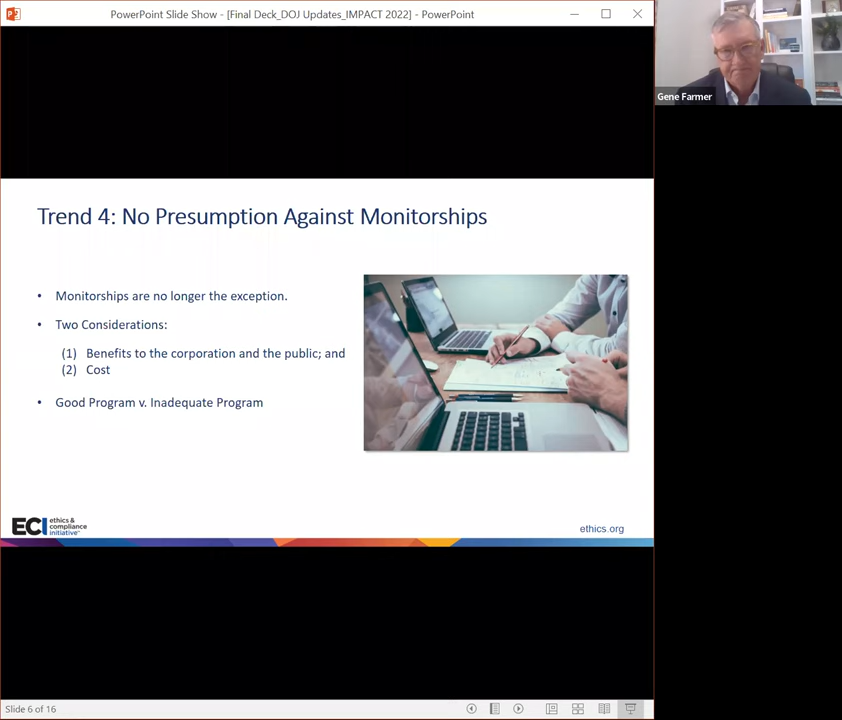 PowerPoint Slide Show - [Final Deck_DOJ Updates_IMPACT 2022] - PowerPoint
Gene Farmer
Trend 4: No Presumption Against Monitorships
• Monitorships are no longer the exception.
• Two Considerations:
(1) Benefits to the corporation and the public; and
(2) Cost
• Good Program v. Inadequate Program
ECI ethics & compliance initiative™
ethics.org
Slide 6 of 16